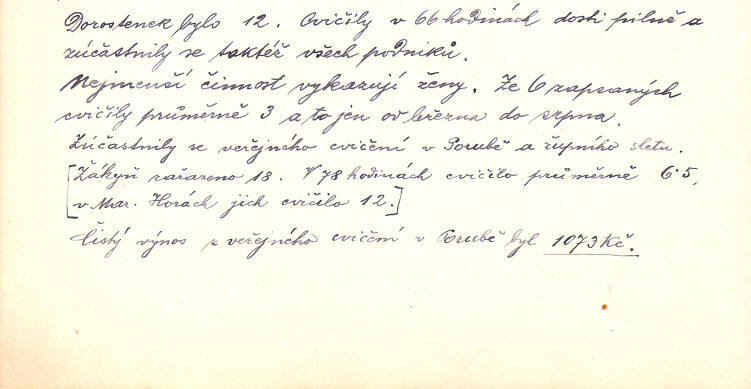 Dorostenek bylo 12. Cvičily v 66 hodinách dosti pilně a
zúčastnily se taktéž všech podniků.
Nejmenší činnost vykazují ženy. Ze 6 zapsaných
cvičily průměrně 3 a to jen od března do srpna.
Zúčastnily se veřejného cvičení v Porubě a župního sletu.
[Žákyň zařazeno 18. V 78 hodinách cvičilo průměrně 6·5,
v Mar. Horách jich cvičilo 12.]
Čistý výnos z veřejného cvičení v Porubě byl 1073 Kč.